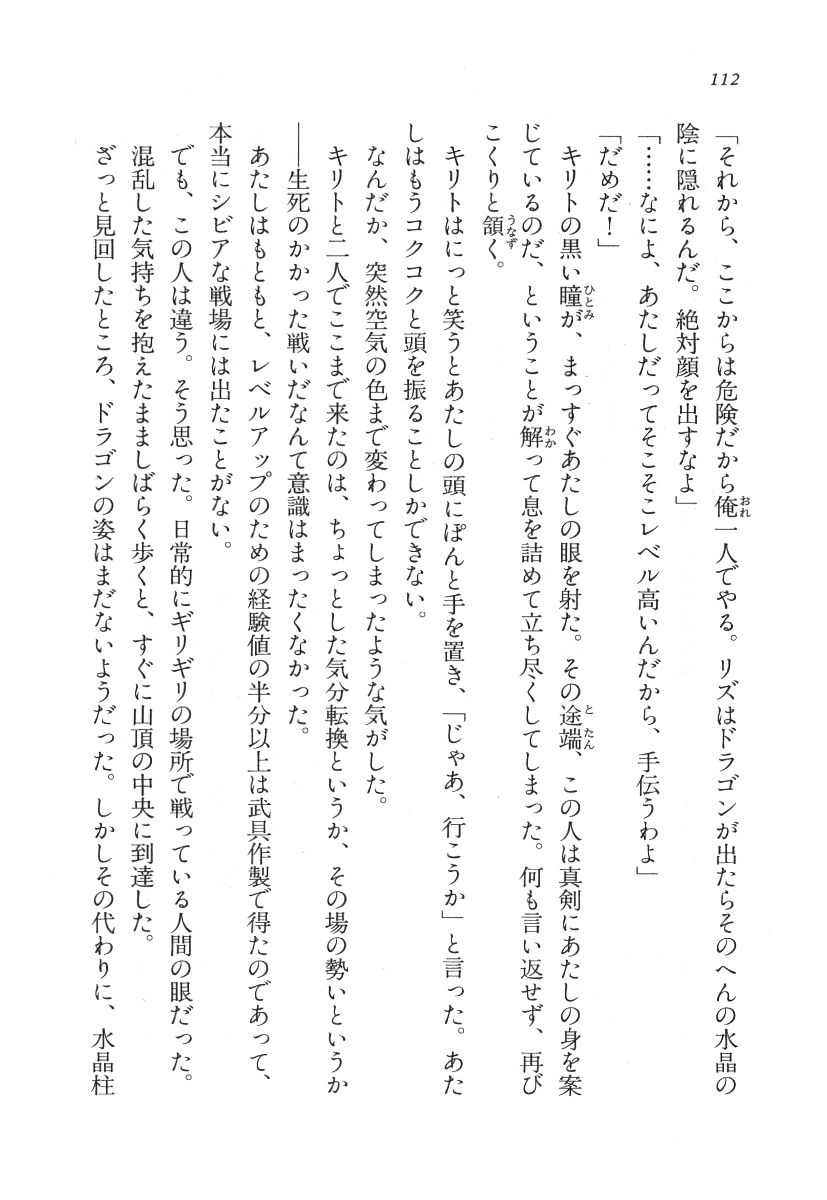 112
「それから、ここからは危険だから俺一人でやる。リズはドラゴンが出たらそのへんの水晶の
陰に隠れるんだ。絶対顔を出すなよ」
「……なによ、あたしだってそこそこレベル高いんだから、手伝うわよ」
「だめだ！」
キリトの黒い瞳が、まっすぐあたしの眼を射た。その途端、この人は真剣にあたしの身を案
じているのだ、ということが解って息を詰めて立ち尽くしてしまった。何も言い返せず、再び
こくりと頷く。
キリトはにっと笑うとあたしの頭にぽんと手を置き、「じゃあ、行こうか」と言った。あた
しはもうコクコクと頭を振ることしかできない。
なんだか、突然空気の色まで変わってしまったような気がした。
キリトと二人でここまで来たのは、ちょっとした気分転換というか、その場の勢いというか
――生死のかかった戦いだなんて意識はまったくなかった。
あたしはもともと、レベルアップのための経験値の半分以上は武具作製で得たのであって、
本当にシビアな戦場には出たことがない。
でも、この人は違う。そう思った。日常的にギリギリの場所で戦っている人間の眼だった。
混乱した気持ちを抱えたまましばらく歩くと、すぐに山頂の中央に到達した。
ざっと見回したところ、ドラゴンの姿はまだないようだった。しかしその代わりに、水晶柱